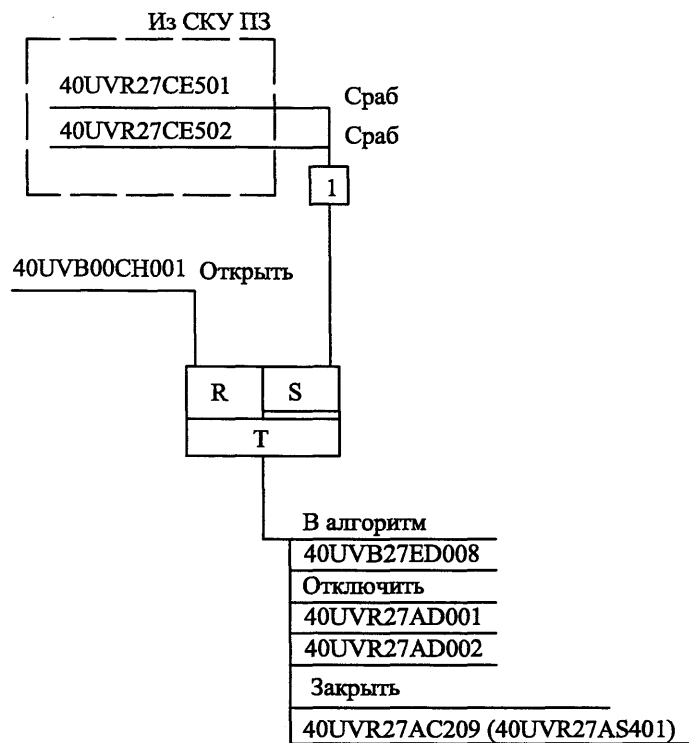 Из СКУ ПЗ
40UVR27CE501 Сраб
40UVR27CE502 Сраб
1
40UVB00CH001 Открыть
R S
T
В алгоритм
40UVB27ED008
Отключить
40UVR27AD001
40UVR27AD002
Закрыть
40UVR27AC209 (40UVR27AS401)